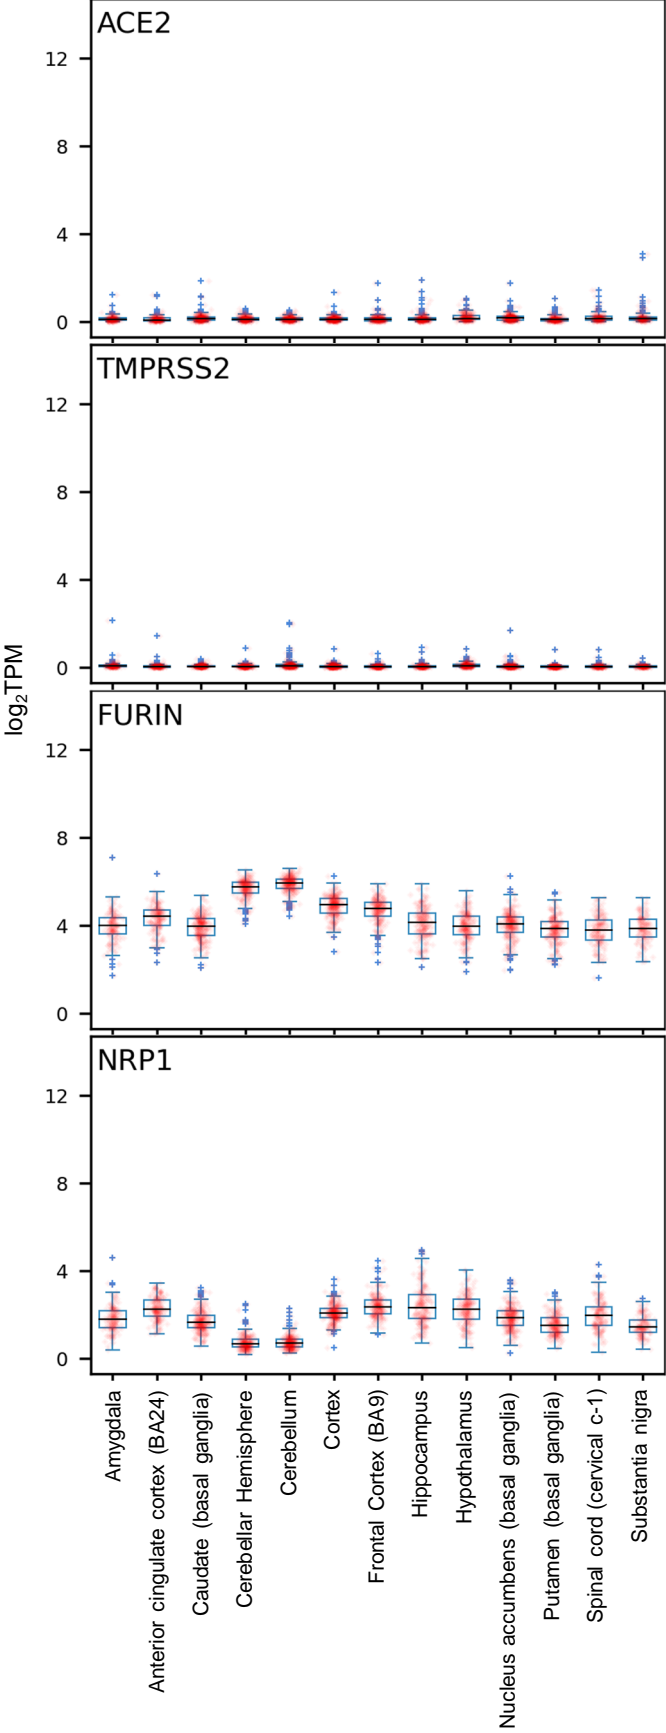 ACE2
12
8
4
0
TMPRSS2
12
8
4
0
log2TPM
FURIN
12
8
4
0
NRP1
12
8
4
0
Amygdala
Anterior cingulate cortex (BA24)
Caudate (basal ganglia)
Cerebellar Hemisphere
Cerebellum
Cortex
Frontal Cortex (BA9)
Hippocampus
Hypothalamus
Nucleus accumbens (basal ganglia)
Putamen (basal ganglia)
Spinal cord (cervical c-1)
Substantia nigra